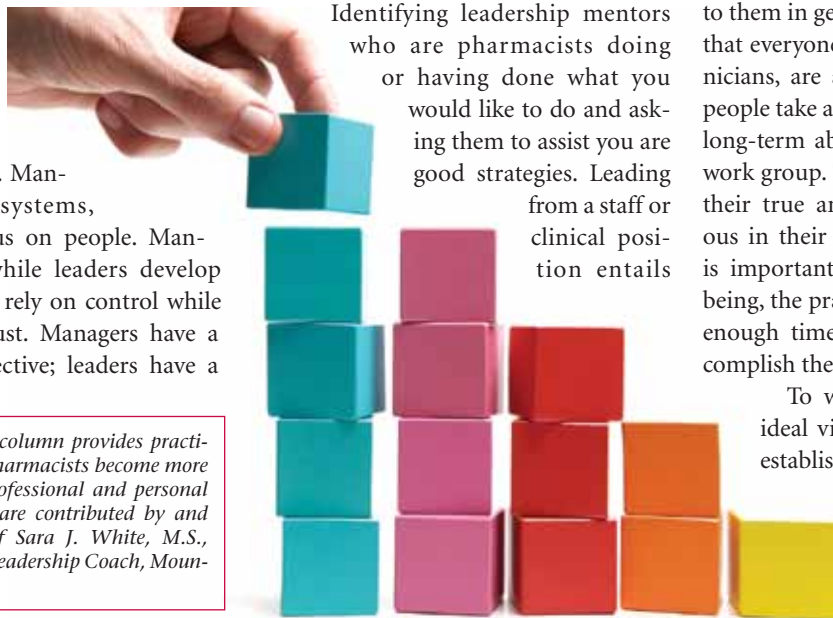 . Man-
systems,
us on people. Man-
while leaders develop
rely on control while
ust. Managers have a
ective; leaders have a
column provides practi-
harmacists become more
ofessional and personal
are contributed by and
f Sara J. White, M.S.,
eadership Coach, Moun-
Identifying leadership mentors
who are pharmacists doing
or having done what you
would like to do and ask-
ing them to assist you are
good strategies. Leading
from a staff or
clinical posi-
tion entails
to them in ge
that everyone
nicians, are
people take a
long-term ab
work group.
their true an
ous in their
is important
being, the pra
enough time
complish the
To w
ideal vi
establis